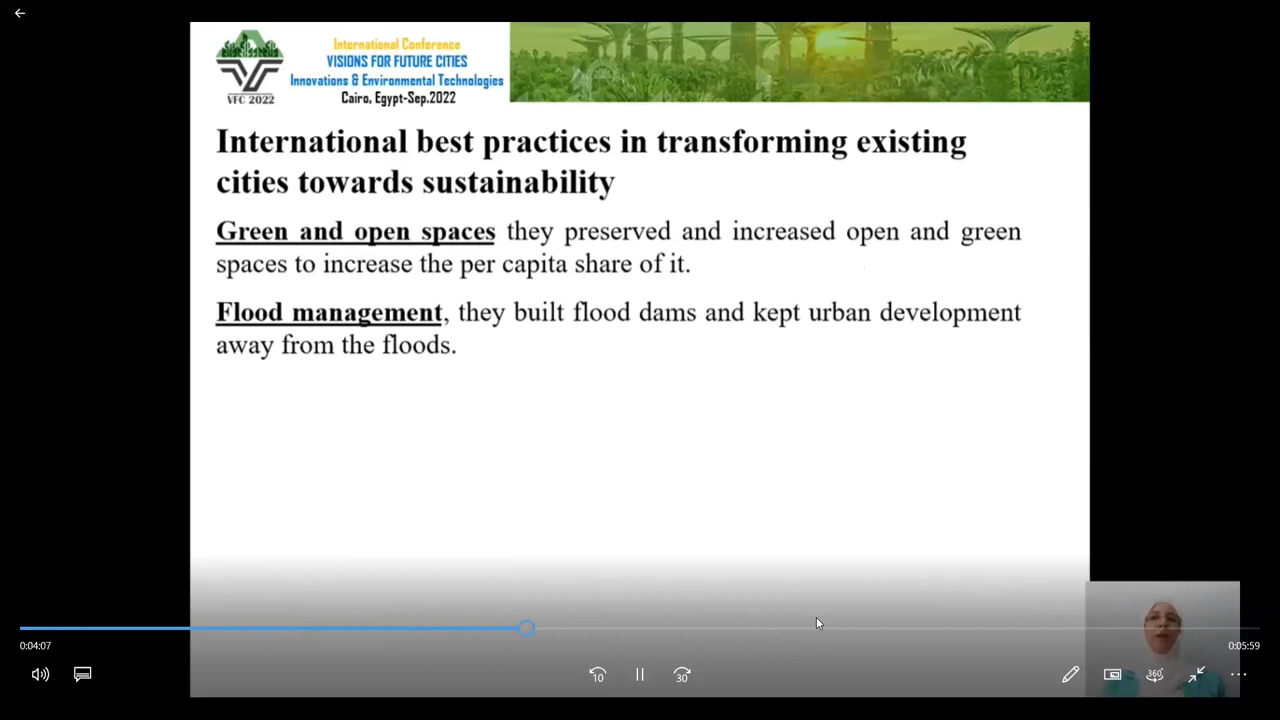 International Conference
VISIONS FOR FUTURE CITIES
Innovations & Environmental Technologies
Cairo, Egypt-Sep.2022
VFC 2022
International best practices in transforming existing
cities towards sustainability
Green and open spaces they preserved and increased open and green
spaces to increase the per capita share of it.
Flood management, they built flood dams and kept urban development
away from the floods.
0:04:07
0:05:59
10
30
360